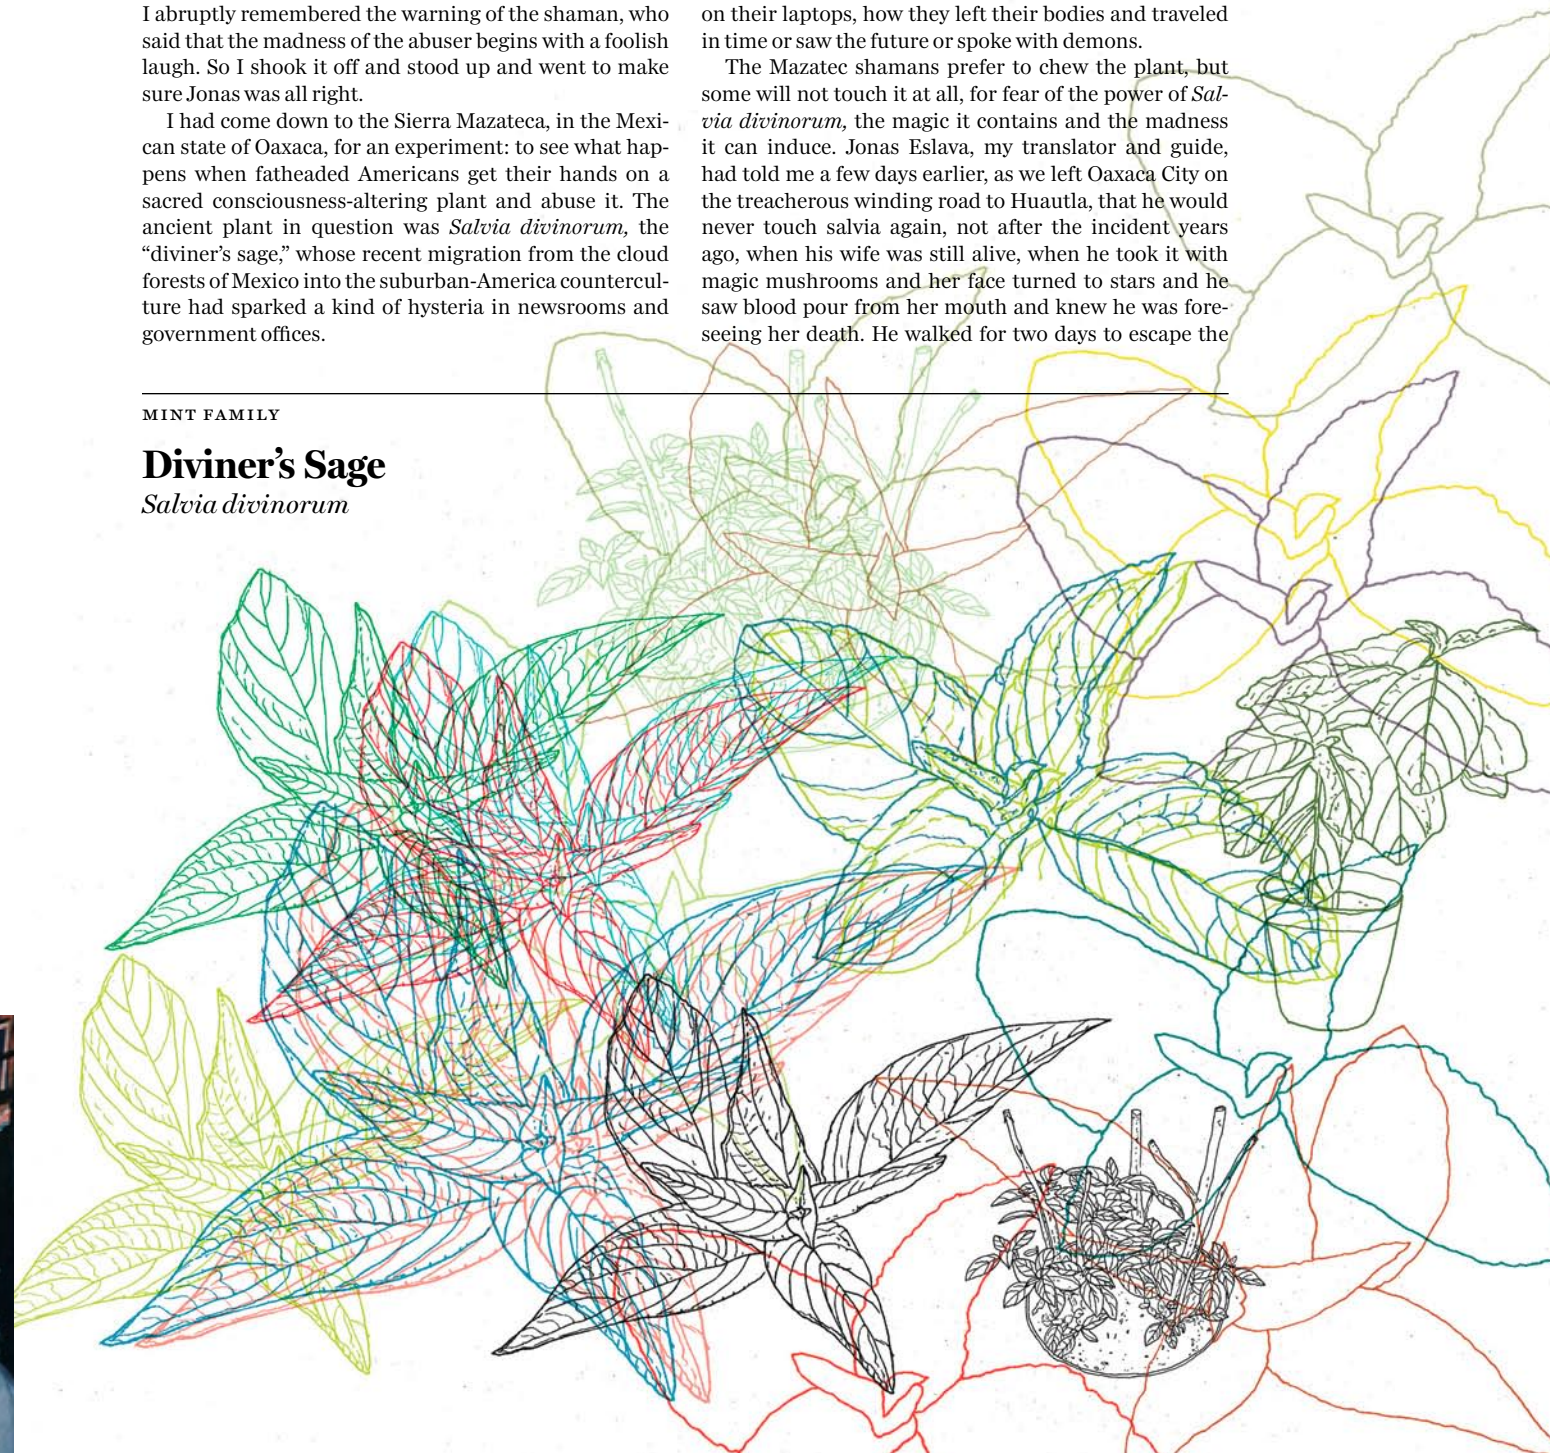 I abruptly remembered the warning of the shaman, who
said that the madness of the abuser begins with a foolish
laugh. So I shook it off and stood up and went to make
sure Jonas was all right.
I had come down to the Sierra Mazateca, in the Mexi-
can state of Oaxaca, for an experiment: to see what hap-
pens when fatheaded Americans get their hands on a
sacred consciousness-altering plant and abuse it. The
ancient plant in question was Salvia divinorum, the
“diviner’s sage,” whose recent migration from the cloud
forests of Mexico into the suburban-America countercul-
ture had sparked a kind of hysteria in newsrooms and
government offices.
on their laptops, how they left their bodies and traveled
in time or saw the future or spoke with demons.
The Mazatec shamans prefer to chew the plant, but
some will not touch it at all, for fear of the power of Sal-
via divinorum, the magic it contains and the madness
it can induce. Jonas Eslava, my translator and guide,
had told me a few days earlier, as we left Oaxaca City on
the treacherous winding road to Huautla, that he would
never touch salvia again, not after the incident years
ago, when his wife was still alive, when he took it with
magic mushrooms and her face turned to stars and he
saw blood pour from her mouth and knew he was fore-
seeing her death. He walked for two days to escape the
MINT FAMILY
Diviner’s Sage
Salvia divinorum